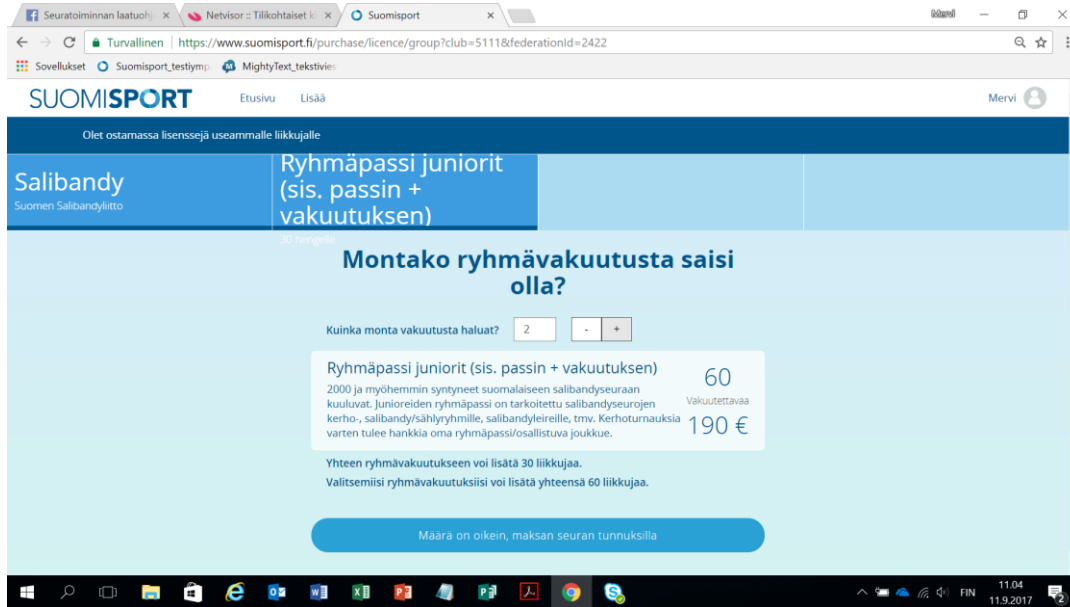 Seuratoiminnan laatuohj
Netvisor :: Tilikohtaiset ki
Suomisport
Mervi
Turvallinen | https://www.suomisport.fi/purchase/licence/group?club=5111&federationId=2422
Sovellukset
Suomisport_testiymp
MightyText_tekstivies
SUOMISPORT
Etusivu
Lisää
Mervi
Olet ostamassa lisenssejä useammalle liikkujalle
Salibandy
Suomen Salibandyliitto
Ryhmäpassi juniorit
(sis. passin +
vakuutuksen)
30 hengelle
Montako ryhmävakuutusta saisi
olla?
Kuinka monta vakuutusta haluat? 2 - +
Ryhmäpassi juniorit (sis. passin + vakuutuksen)
2000 ja myöhemmin syntyneet suomalaiseen salibandyseuraan
kuuluvat. Junioreiden ryhmäpassi on tarkoitettu salibandyseurojen
kerho-, salibandy/sählyryhmille, salibandyleireille, tmv. Kerhoturnauksia
varten tulee hankkia oma ryhmäpassi/osallistuva joukkue.
60
Vakuutettavaa
190 €
Yhteen ryhmävakuutukseen voi lisätä 30 liikkujaa.
Valitsemiisi ryhmävakuutuksiisi voi lisätä yhteensä 60 liikkujaa.
Määrä on oikein, maksan seuran tunnuksilla
FIN
11.04
11.9.2017
2